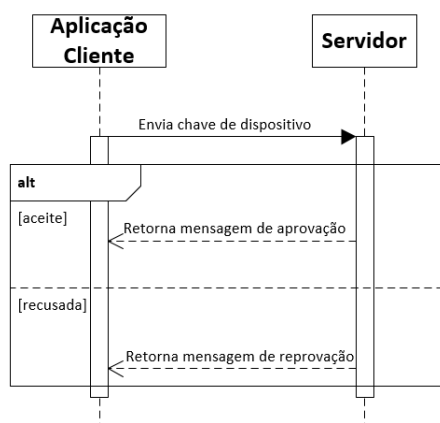 Aplicação
Cliente
Servidor
Envia chave de dispositivo
alt
[aceite]
Retorna mensagem de aprovação
[recusada]
Retorna mensagem de reprovação